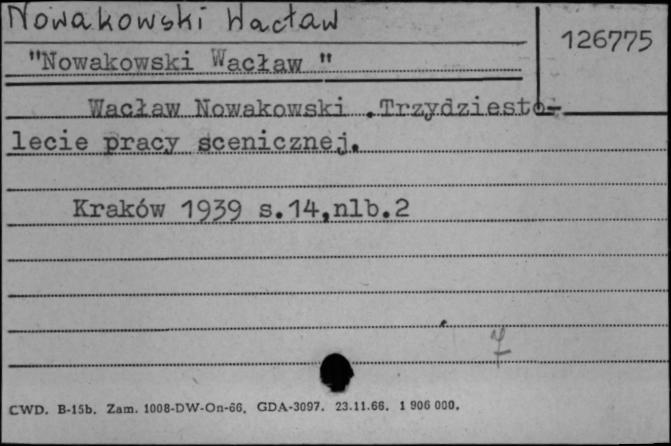 Nowakowski Wacław
126775
"Nowakowski Wacław "
Wacław Nowakowski .Trzydziesto-
lecie pracy scenicznej.
Kraków 1939 s.14,nlb.2
CWD. B-15b. Zam. 1008-DW-On-66. GDA-3097. 23.11.66. 1 906 000.